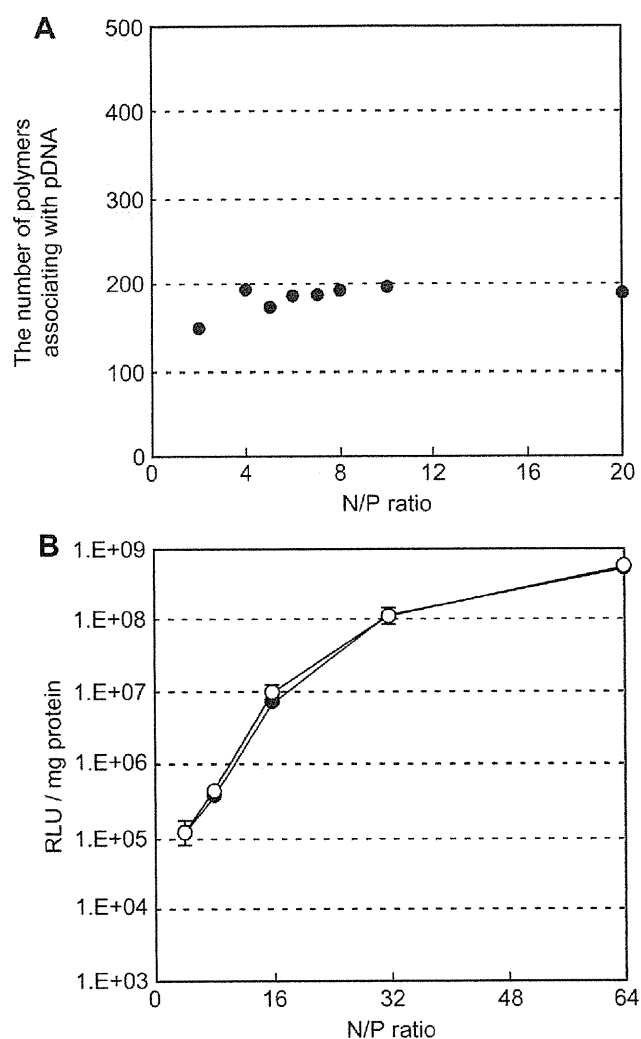 A
500
400
300
200
100
0
The number of polymers
associating with pDNA
0 4 8 12 16 20
N/P ratio
B
1.E+09
1.E+08
1.E+07
1.E+06
1.E+05
1.E+04
1.E+03
RLU / mg protein
0 16 32 48 64
N/P ratio